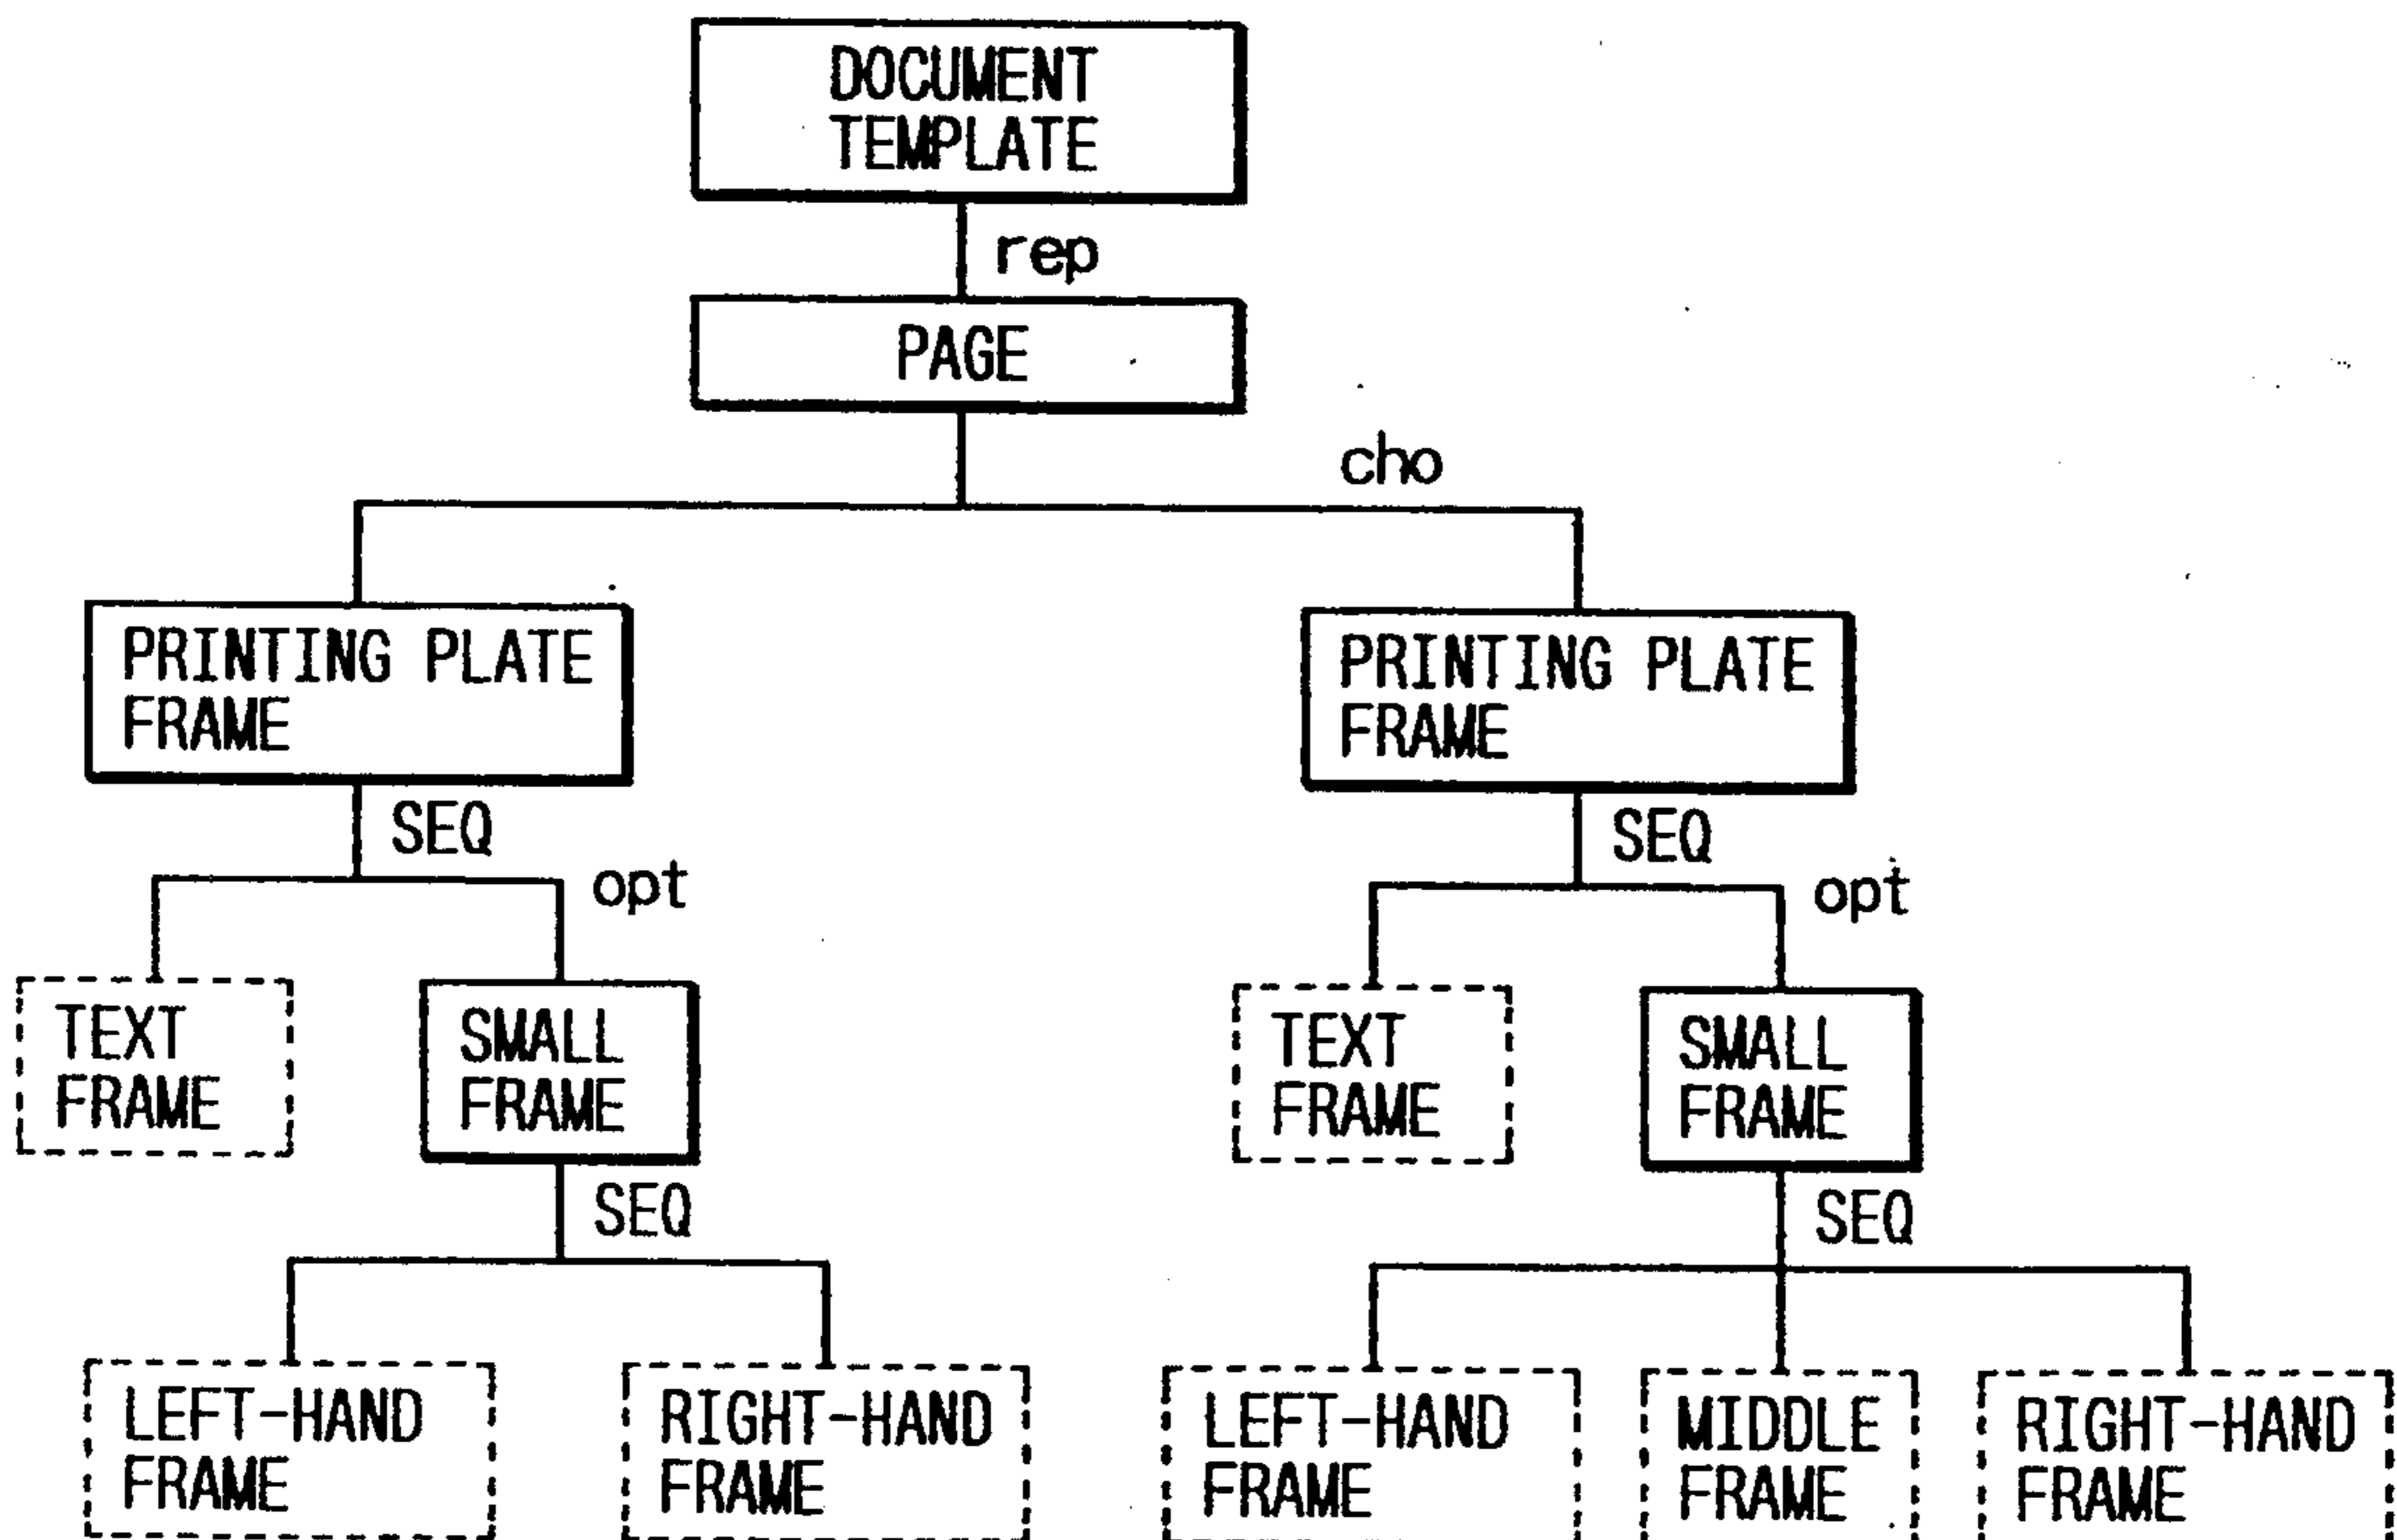 DOCUMENT
TEMPLATE
rep
PAGE
cho
PRINTING PLATE
FRAME
PRINTING PLATE
FRAME
SEQ
SEQ
opt
opt
TEXT
FRAME
SMALL
FRAME
TEXT
FRAME
SMALL
FRAME
SEQ
SEQ
LEFT-HAND
FRAME
RIGHT-HAND
FRAME
LEFT-HAND
FRAME
MIDDLE
FRAME
RIGHT-HAND
FRAME